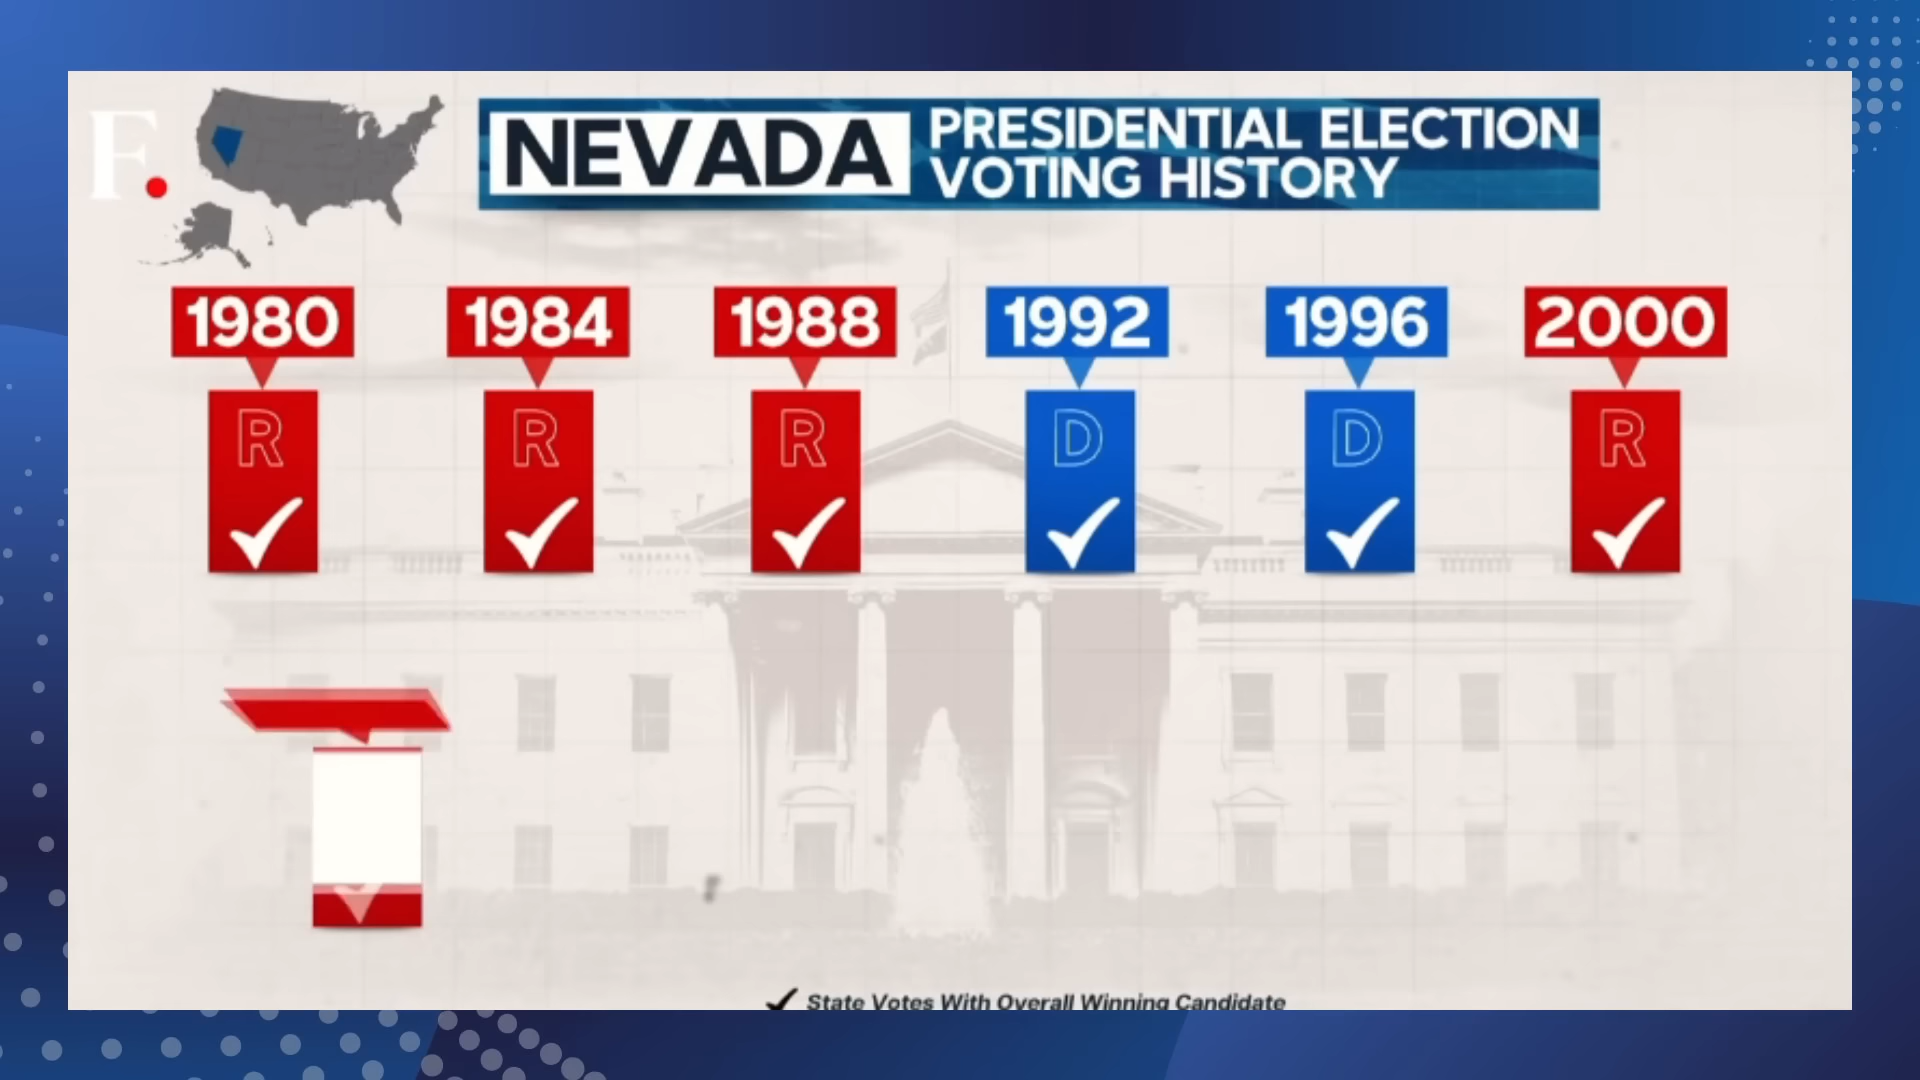 F.
NEVADA
PRESIDENTIAL ELECTION
VOTING HISTORY
1980 1984 1988 1992 1996 2000
R R R D D R
State Votes With Overall Winning Candidate